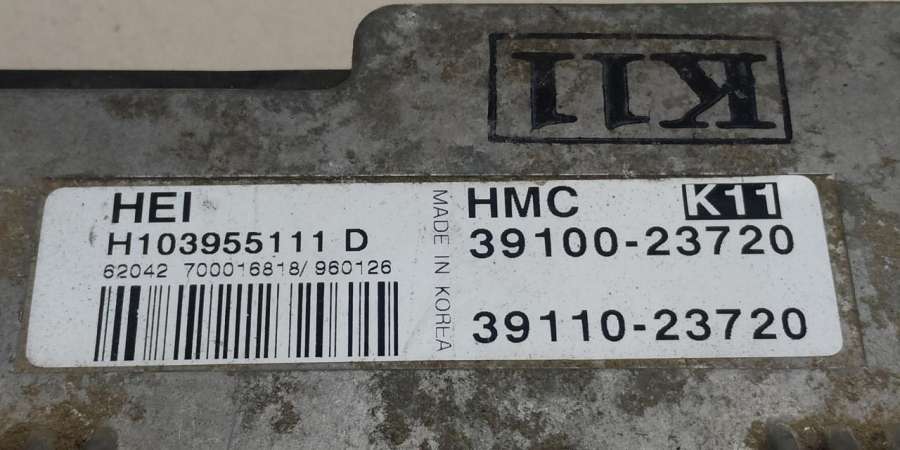 K11
HEI
H103955111 D
62042 700016818/ 960126
MADE IN KOREA
HMC K11
39100-23720
39110-23720